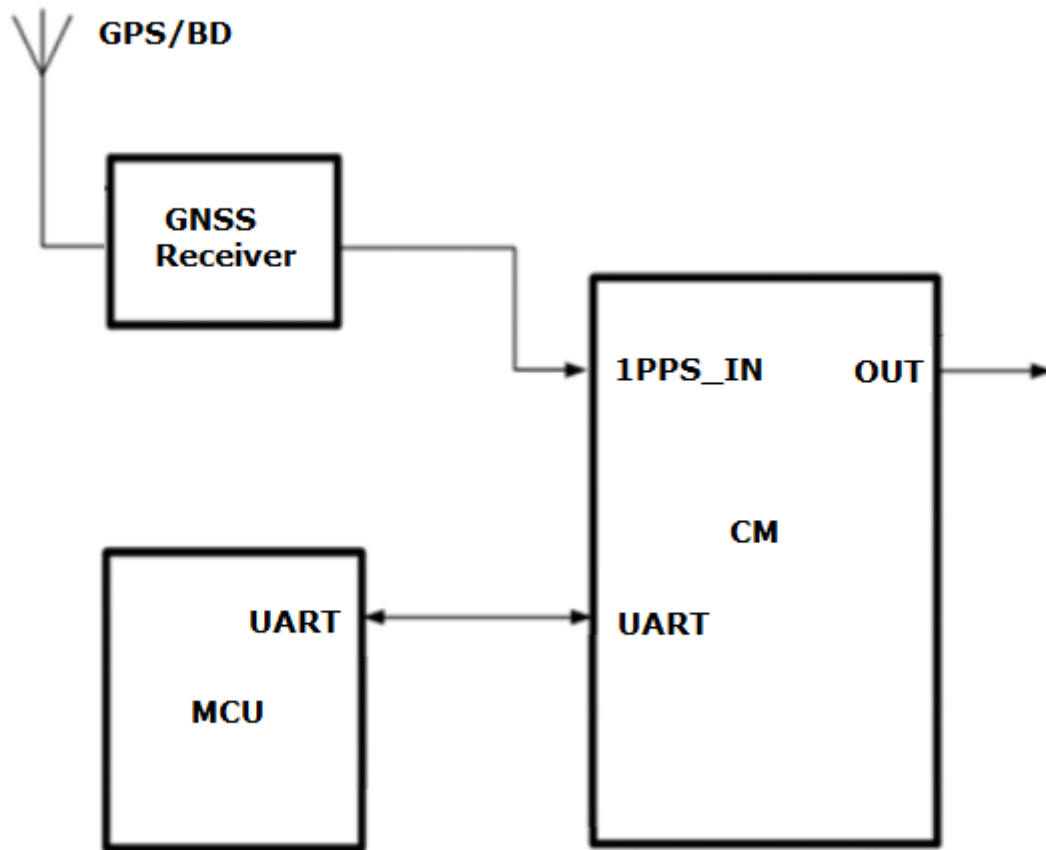 GPS/BD
GNSS
Receiver
1PPS_IN
OUT
CM
UART
UART
MCU